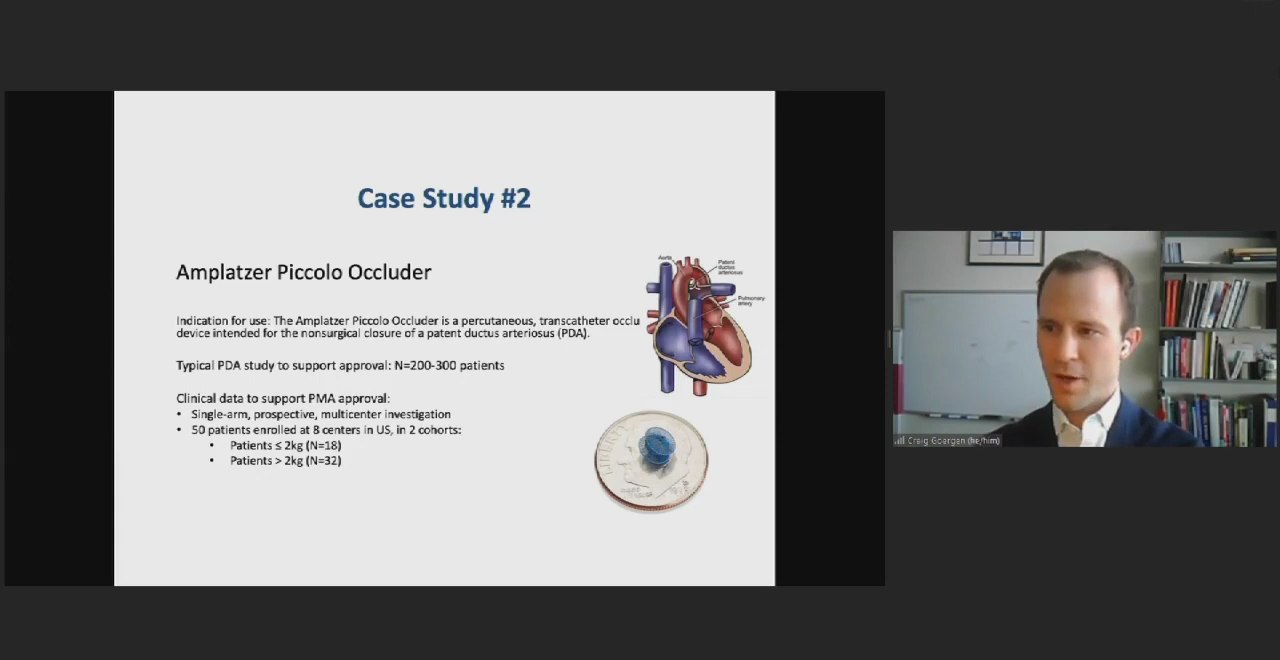 Case Study #2
Amplatzer Piccolo Occluder
Indication for use: The Amplatzer Piccolo Occluder is a percutaneous, transcatheter occlu
device intended for the nonsurgical closure of a patent ductus arteriosus (PDA).
Typical PDA study to support approval: N=200-300 patients
Clinical data to support PMA approval:
• Single-arm, prospective, multicenter investigation
• 50 patients enrolled at 8 centers in US, in 2 cohorts:
• Patients ≤ 2kg (N=18)
• Patients > 2kg (N=32)
Aorta
Patent
ductus
arteriosus
Pulmonary
artery
LIBERTY
Craig Goergen (he/him)